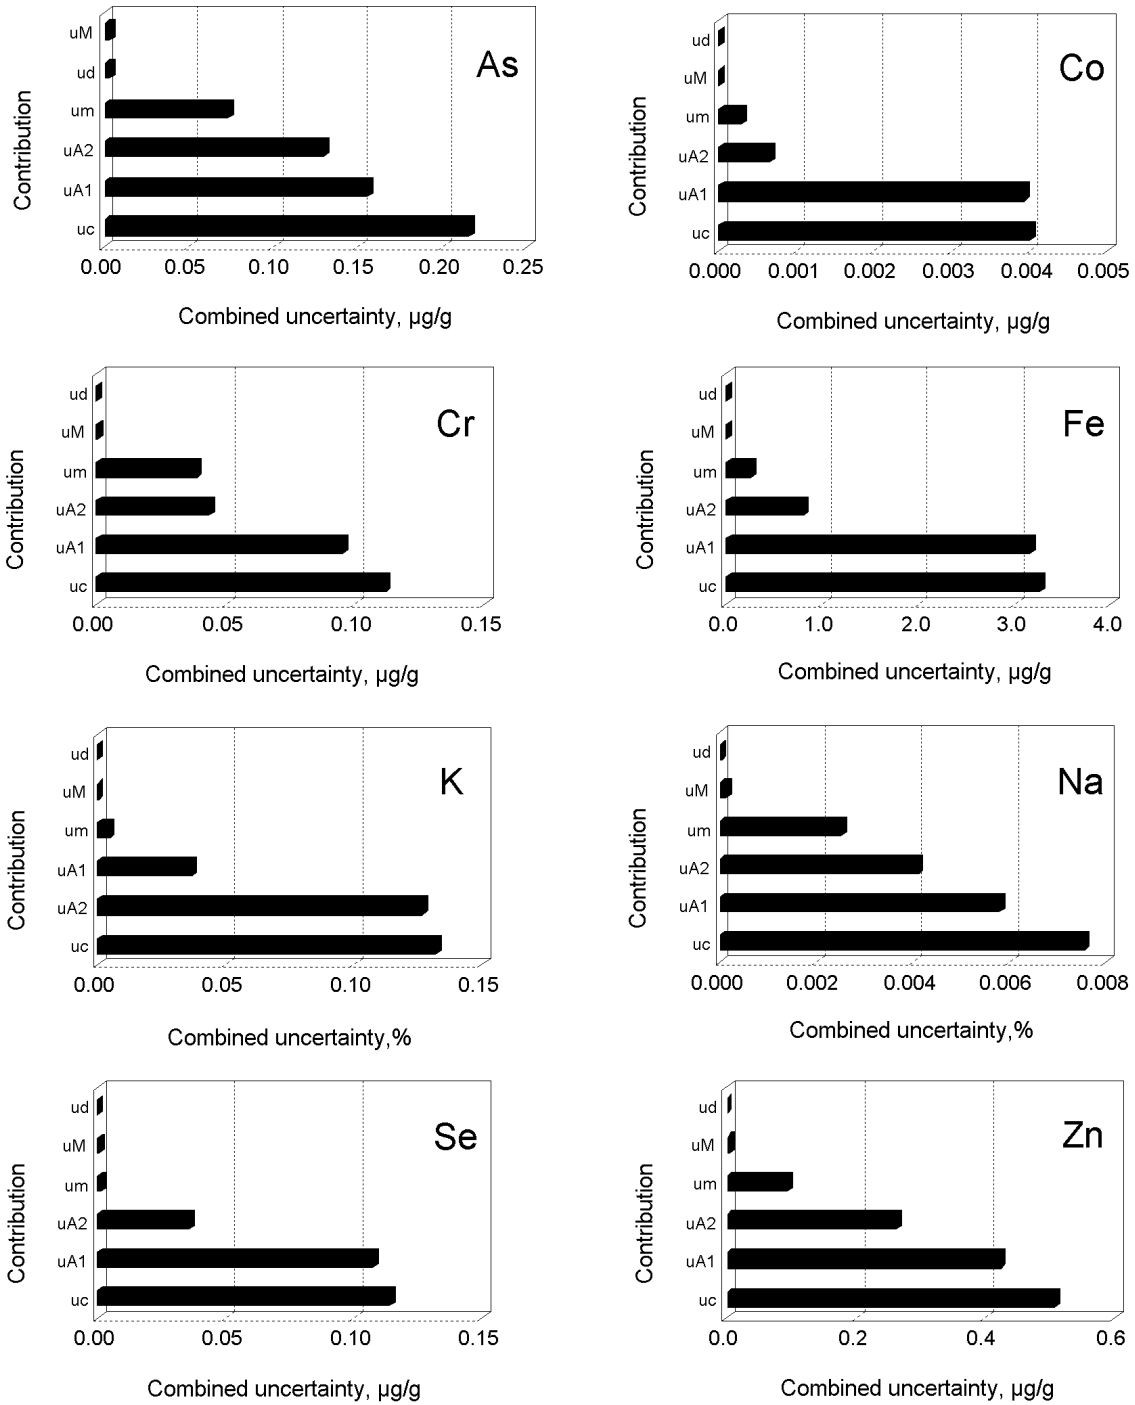 As
Contribution
uM
ud
um
uA2
uA1
uc
0.00 0.05 0.10 0.15 0.20 0.25
Combined uncertainty, µg/g
Co
Contribution
ud
uM
um
uA2
uA1
uc
0.000 0.001 0.002 0.003 0.004 0.005
Combined uncertainty, µg/g
Cr
Contribution
ud
uM
um
uA2
uA1
uc
0.00 0.05 0.10 0.15
Combined uncertainty, µg/g
Fe
Contribution
ud
uM
um
uA2
uA1
uc
0.0 1.0 2.0 3.0 4.0
Combined uncertainty, µg/g
K
Contribution
ud
uM
um
uA1
uA2
uc
0.00 0.05 0.10 0.15
Combined uncertainty,%
Na
Contribution
ud
uM
um
uA2
uA1
uc
0.000 0.002 0.004 0.006 0.008
Combined uncertainty,%
Se
Contribution
ud
uM
um
uA2
uA1
uc
0.00 0.05 0.10 0.15
Combined uncertainty, µg/g
Zn
Contribution
ud
uM
um
uA2
uA1
uc
0.0 0.2 0.4 0.6
Combined uncertainty, µg/g